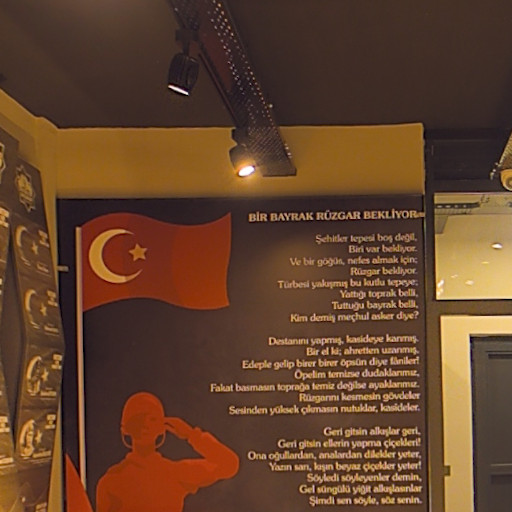 BİR BAYRAK RÜZGAR BEKLİYOR
Şehitler tepesi boş değil,
Biri var bekliyor.
Ve bir göğüs, nefes almak için;
Rüzgar bekliyor.
Türbesi yakışmış bu kutlu tepeye;
Yattığı toprak belli,
Tuttuğu bayrak belli,
Kim demiş meçhul asker diye?
Destanını yapmış, kasideye kanmış.
Bir el ki; ahretten uzanmış,
Edeple gelip birer birer öpsün diye fâniler!
Öpelim temizse dudaklarımız,
Fakat basmasın toprağa temiz değilse ayaklarımız.
Rüzgarını kesmesin gövdeler
Sesinden yüksek çıkmasın nutuklar, kasideler.
Geri gitsin alkışlar geri,
Geri gitsin ellerin yapma çiçekleri!
Ona oğullardan, analardan dilekler yeter,
Yazın sarı, kışın beyaz çiçekler yeter!
Söyledi söyleyenler demin,
Gel süngülü yiğit alkışlasınlar
Şimdi sen söyle, söz senin.